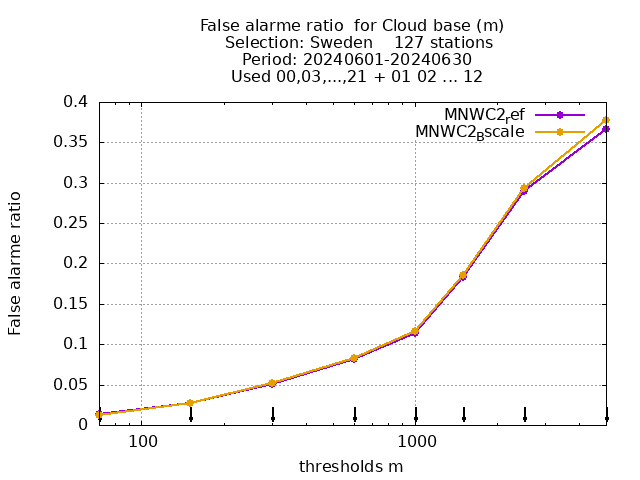 False alarme ratio  for Cloud base (m)
Selection: Sweden    127 stations
Period: 20240601-20240630
Used 00,03,...,21 + 01 02 ... 12
MNWC2ref
MNWC2Bscale
0.4
0.35
0.3
0.25
0.2
0.15
0.1
0.05
0
False alarme ratio
100
1000
thresholds m